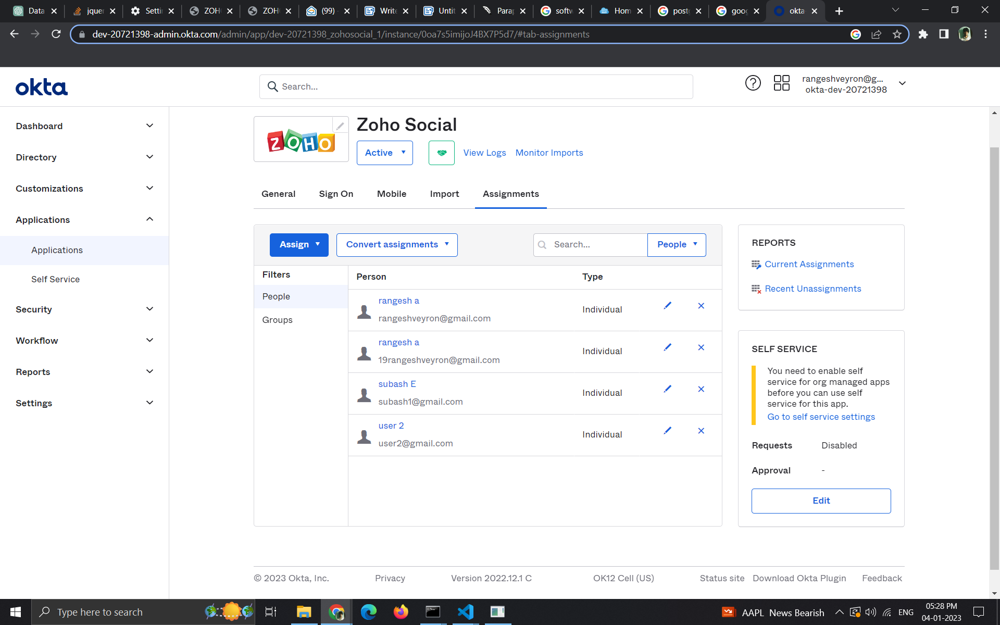 Data
jquer
Settin
ZOH
ZOH
(99)
Write
Untit
Parap
softw
Hom
post
goog
okta
dev-20721398-admin.okta.com/admin/app/dev-20721398_zohosocial_1/instance/0oa7s5imijoJ4BX7P5d7/#tab-assignments
okta
Search...
rangeshveyron@g...
okta-dev-20721398
Dashboard
Directory
Customizations
Applications
Applications
Self Service
Security
Workflow
Reports
Settings
ZOHO
Zoho Social
Active
View Logs
Monitor Imports
General
Sign On
Mobile
Import
Assignments
Assign
Convert assignments
Search...
People
Filters
People
Groups
Person
Type
rangesh a
rangeshveyron@gmail.com
Individual
rangesh a
19rangeshveyron@gmail.com
Individual
subash E
subash1@gmail.com
Individual
user 2
user2@gmail.com
Individual
REPORTS
Current Assignments
Recent Unassignments
SELF SERVICE
You need to enable self
service for org managed apps
before you can use self
service for this app.
Go to self service settings
Requests Disabled
Approval -
Edit
© 2023 Okta, Inc.
Privacy
Version 2022.12.1 C
OK12 Cell (US)
Status site
Download Okta Plugin
Feedback
Type here to search
AAPL News Bearish
ENG
05:28 PM
04-01-2023